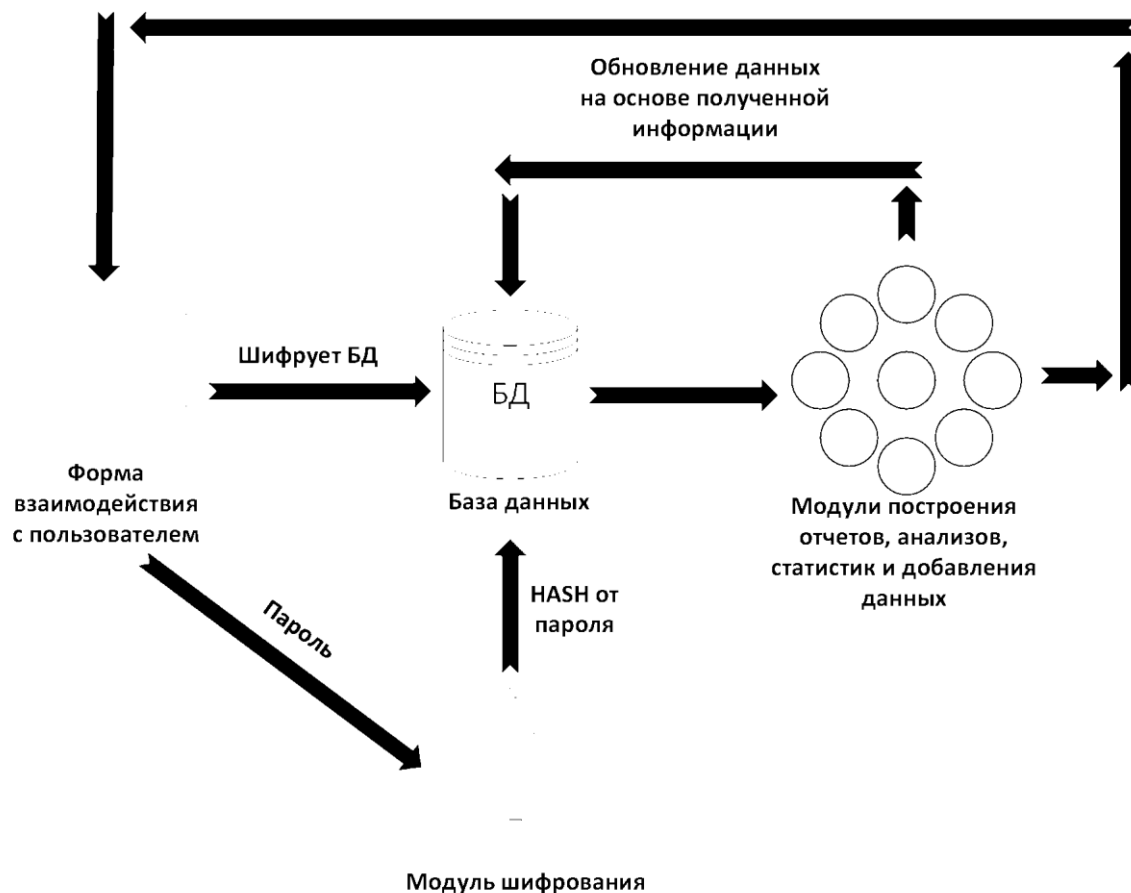 Обновление данных
на основе полученной
информации
Шифрует БД
БД
Форма
взаимодействия
с пользователем
База данных
Модули построения
отчетов, анализов,
статистик и добавления
данных
HASH от
пароля
Пароль
Модуль шифрования